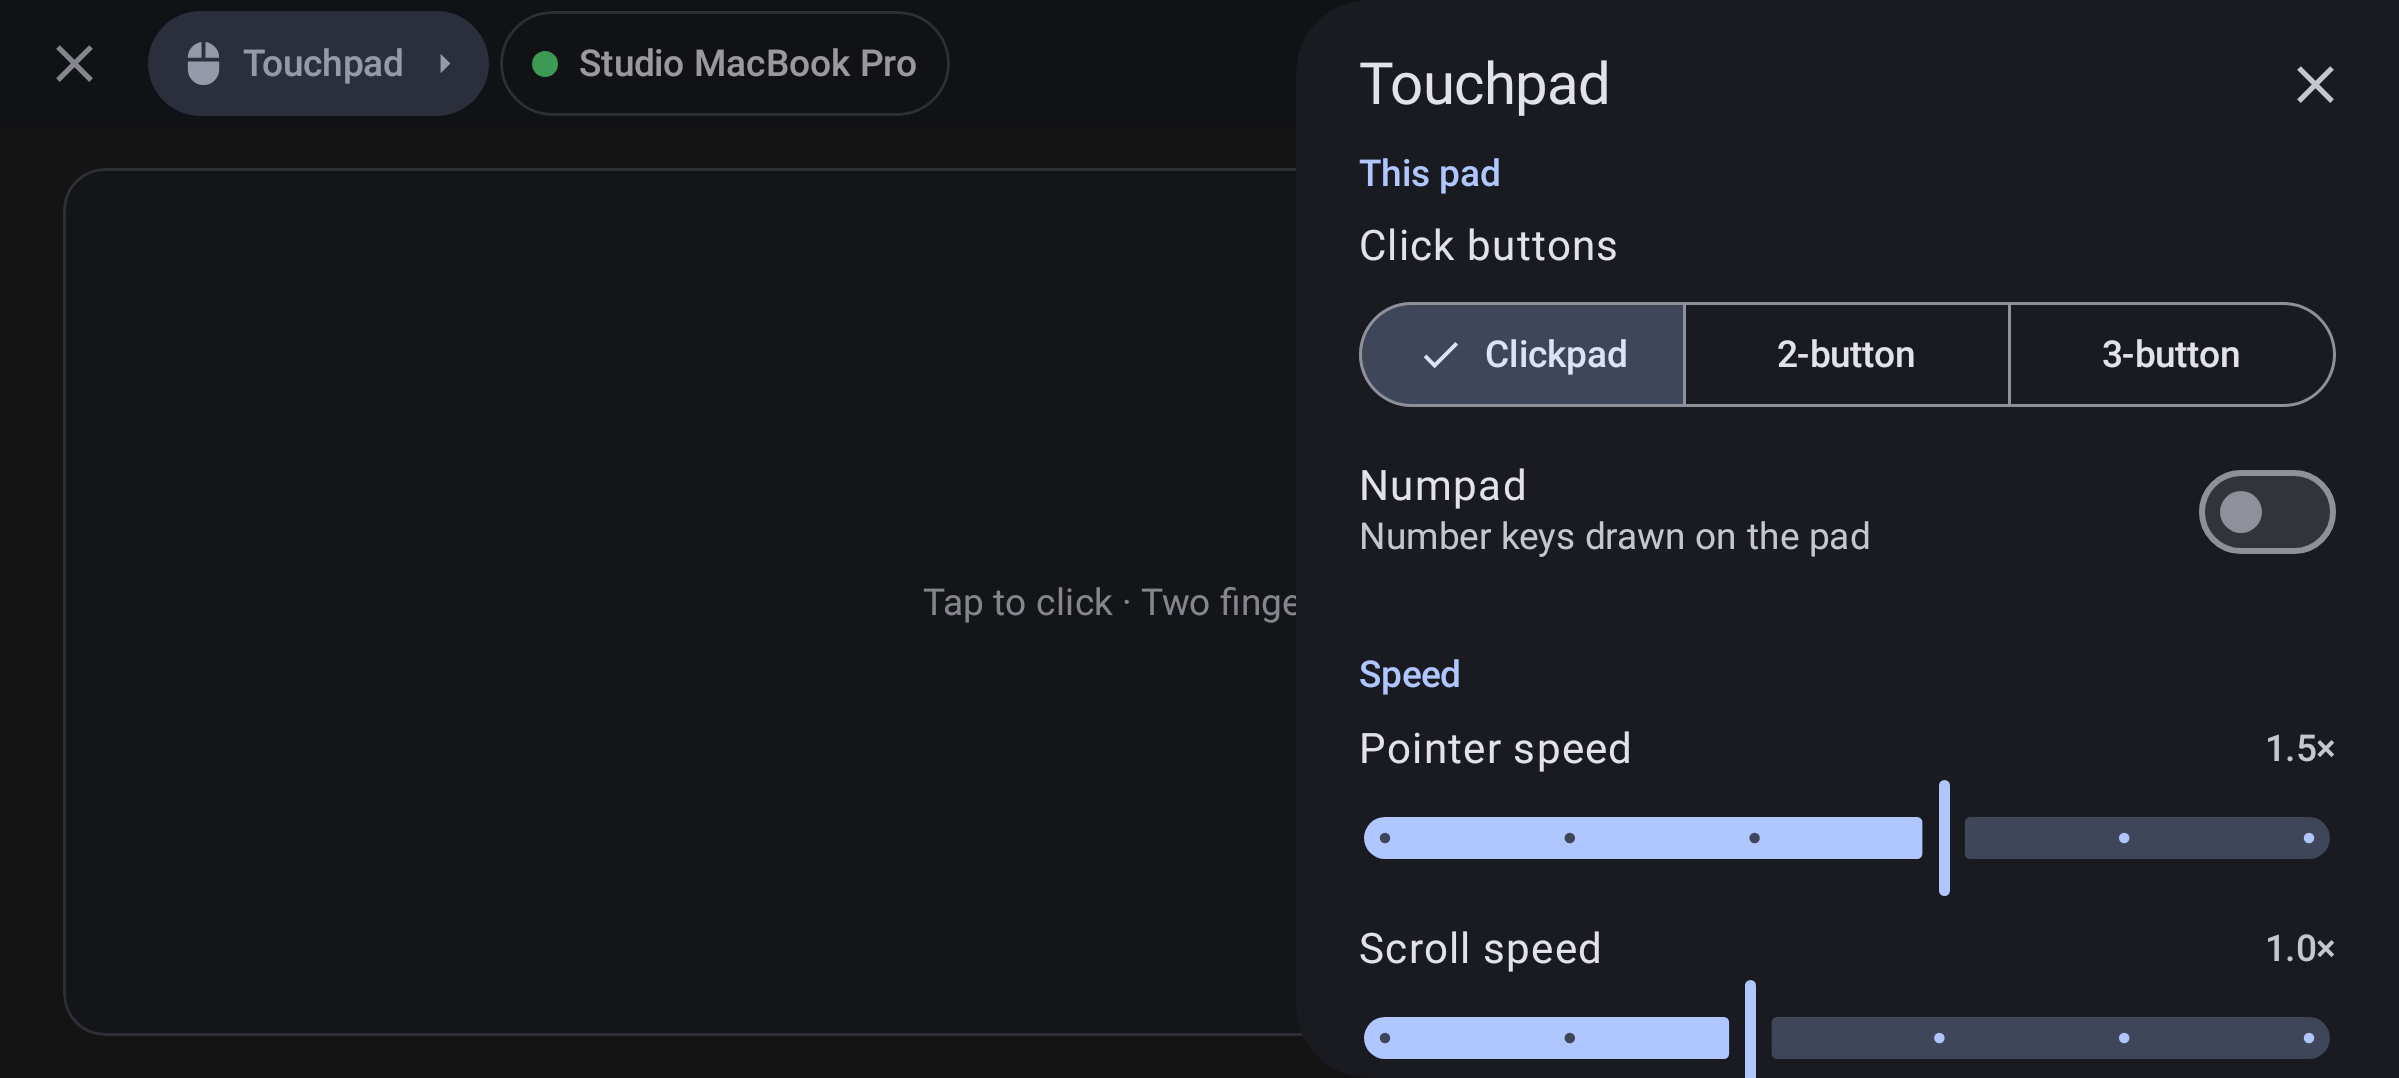 Touchpad
Studio MacBook Pro
Tap to click · Two finge
Touchpad
This pad
Click buttons
Clickpad
2-button
3-button
Numpad
Number keys drawn on the pad
Speed
Pointer speed
1.5×
Scroll speed
1.0×